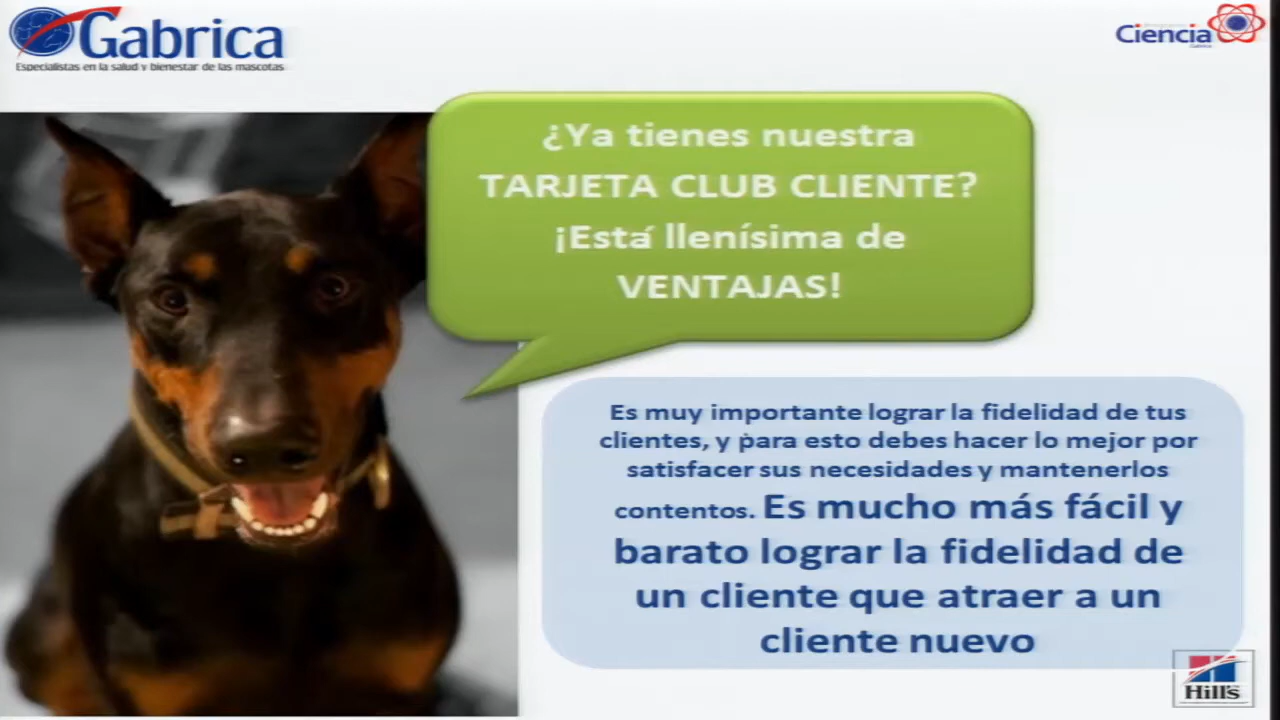 Gabrica
Especialistas en la salud y bienestar de las mascotas
Ciencia
¿Ya tienes nuestra
TARJETA CLUB CLIENTE?
¡Está llenísima de
VENTAJAS!
Es muy importante lograr la fidelidad de tus
clientes, y para esto debes hacer lo mejor por
satisfacer sus necesidades y mantenerlos
contentos. Es mucho más fácil y
barato lograr la fidelidad de
un cliente que atraer a un
cliente nuevo
Hill's